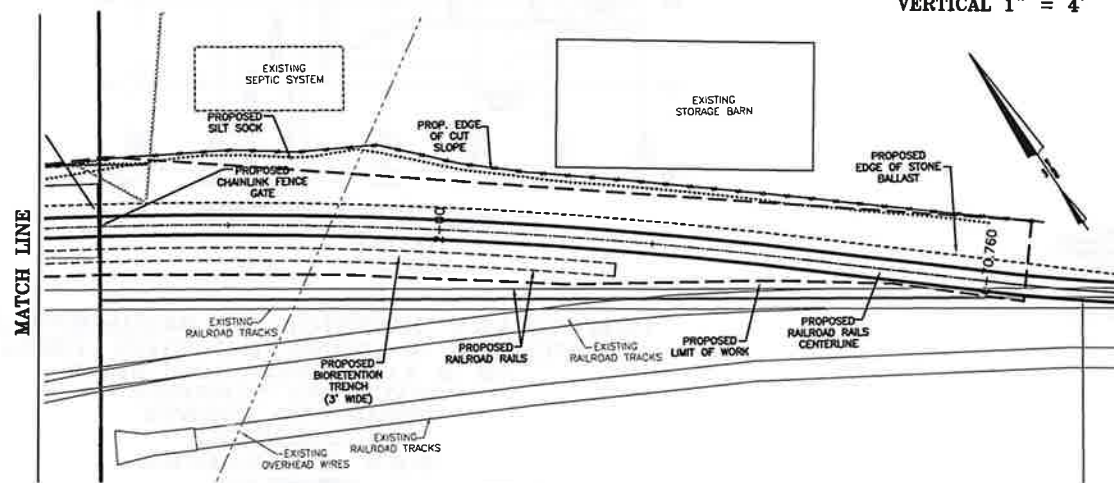 VERTICAL 1" = 4'
EXISTING
SEPTIC SYSTEM
EXISTING
STORAGE BARN
PROPOSED
SILT SOCK
PROP. EDGE
OF CUT
SLOPE
PROPOSED
EDGE OF STONE
BALLAST
PROPOSED
CHAINLINK FENCE
GATE
MATCH LINE
EXISTING
RAILROAD TRACKS
PROPOSED
BIORETENTION
TRENCH
(3' WIDE)
PROPOSED
RAILROAD RAILS
EXISTING
RAILROAD TRACKS
PROPOSED
LIMIT OF WORK
PROPOSED
RAILROAD RAILS
CENTERLINE
EXISTING
OVERHEAD WIRES
EXISTING
RAILROAD TRACKS